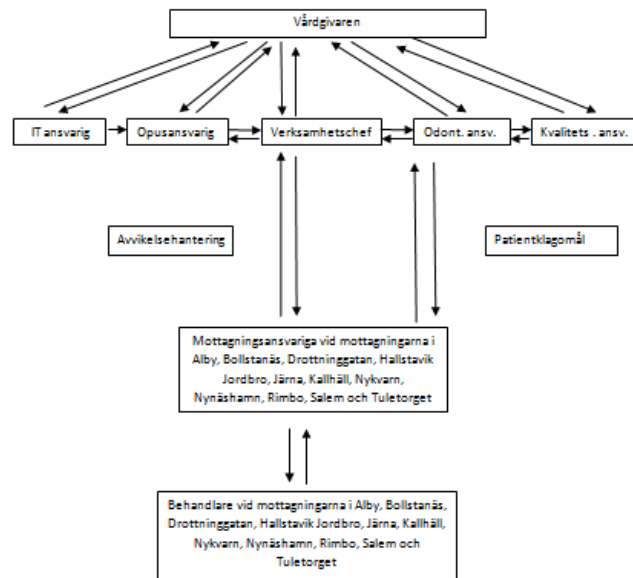 Vårdgivaren
IT ansvarig
Opusansvarig
Verksamhetschef
Odont. ansv.
Kvalitets . ansv.
Avvikelsehantering
Patientklagomål
Mottagningsansvariga vid mottagningarna i
Alby, Bollstanäs, Drottninggatan, Hallstavik
Jordbro, Järna, Kallhäll, Nykvarn,
Nynäshamn, Rimbo, Salem och Tuletorget
Behandlare vid mottagningarna i Alby, Bollstanäs,
Drottninggatan, Hallstavik Jordbro, Järna, Kallhäll,
Nykvarn, Nynäshamn, Rimbo, Salem och
Tuletorget